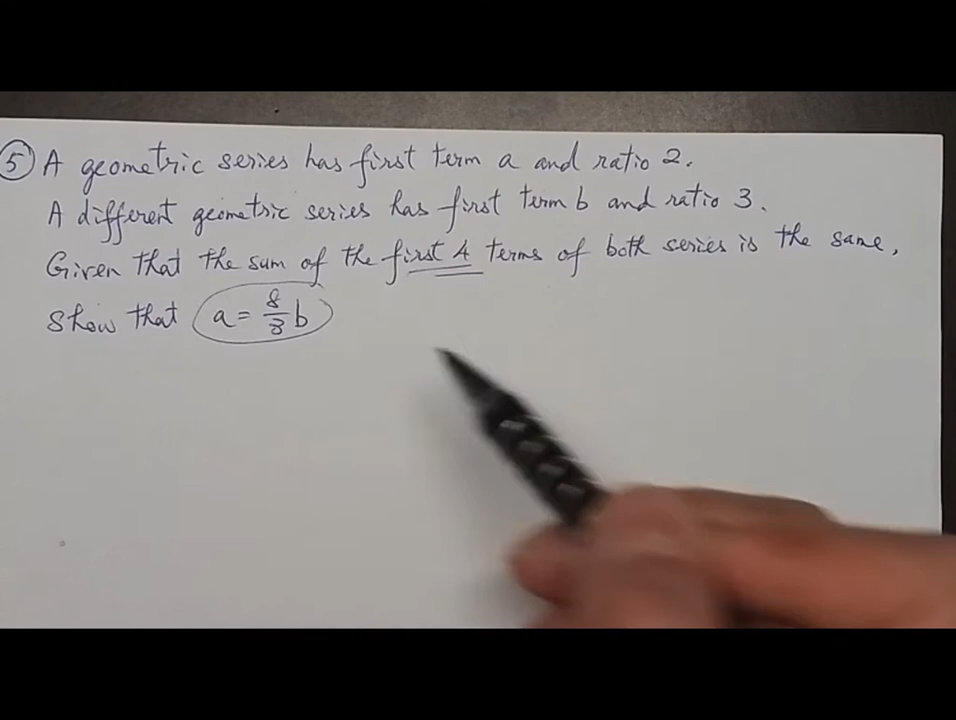 ⑤ A geometric series has first term a and ratio 2.
A different geometric series has first term b and ratio 3.
Given that the sum of the first 4 terms of both series is the same,
show that a = 8/3 b